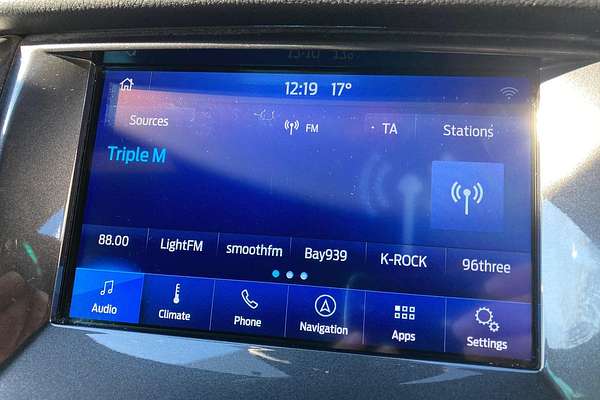 12:19 17°
Sources FM TA Stations
Triple M
88.00 LightFM smoothfm Bay939 K-ROCK 96three
Audio Climate Phone Navigation Apps Settings